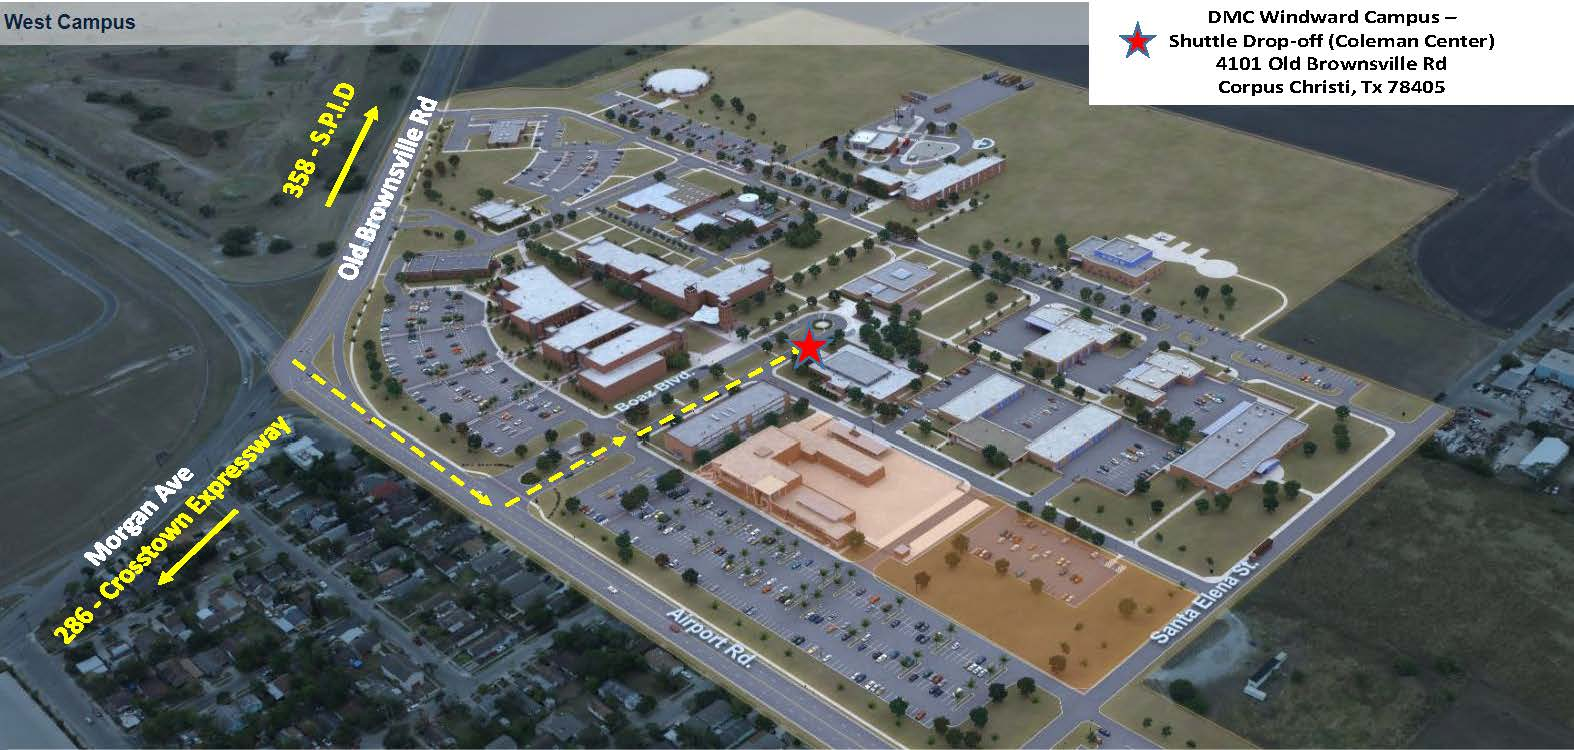 West Campus
DMC Windward Campus –
Shuttle Drop-off (Coleman Center)
4101 Old Brownsville Rd
Corpus Christi, Tx 78405
358 - S.P.I.D
Old Brownsville Rd
Boaz Blvd.
Morgan Ave
286 - Crosstown Expressway
Airport Rd.
Santa Elena St.